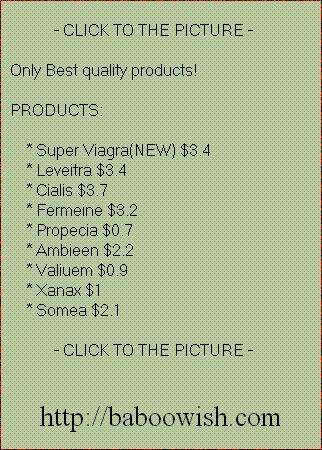 - CLICK TO THE PICTURE -
Only Best quality products!
PRODUCTS:
* Super Viagra(NEW) $3.4
* Leveitra $3.4
* Cialis $3.7
* Fermeine $3.2
* Propecia $0.7
* Ambieen $2.2
* Valiuem $0.9
* Xanax $1
* Somea $2.1
- CLICK TO THE PICTURE -
http://baboowish.com